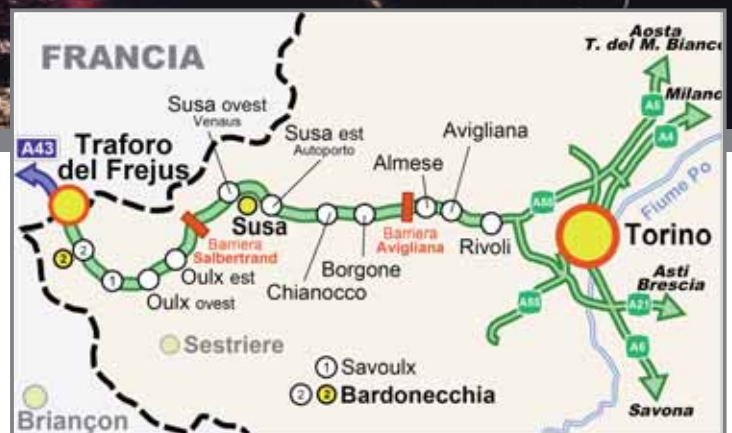 FRANCIA
Aosta
T. del M. Bianco
Milano
A5
A4
Susa ovest
Venaus
Susa est
Autoporto
Avigliana
Almese
A43
Traforo
del Frejus
A55
Fiume Po
Susa
Barriera
Salbertrand
Barriera
Avigliana
Rivoli
Torino
2
2
1
Oulx est
Oulx ovest
Borgone
Chianocco
Asti
Brescia
A55
A21
A6
Sestriere
1 Savoulx
2 2 Bardonecchia
Briançon
Savona